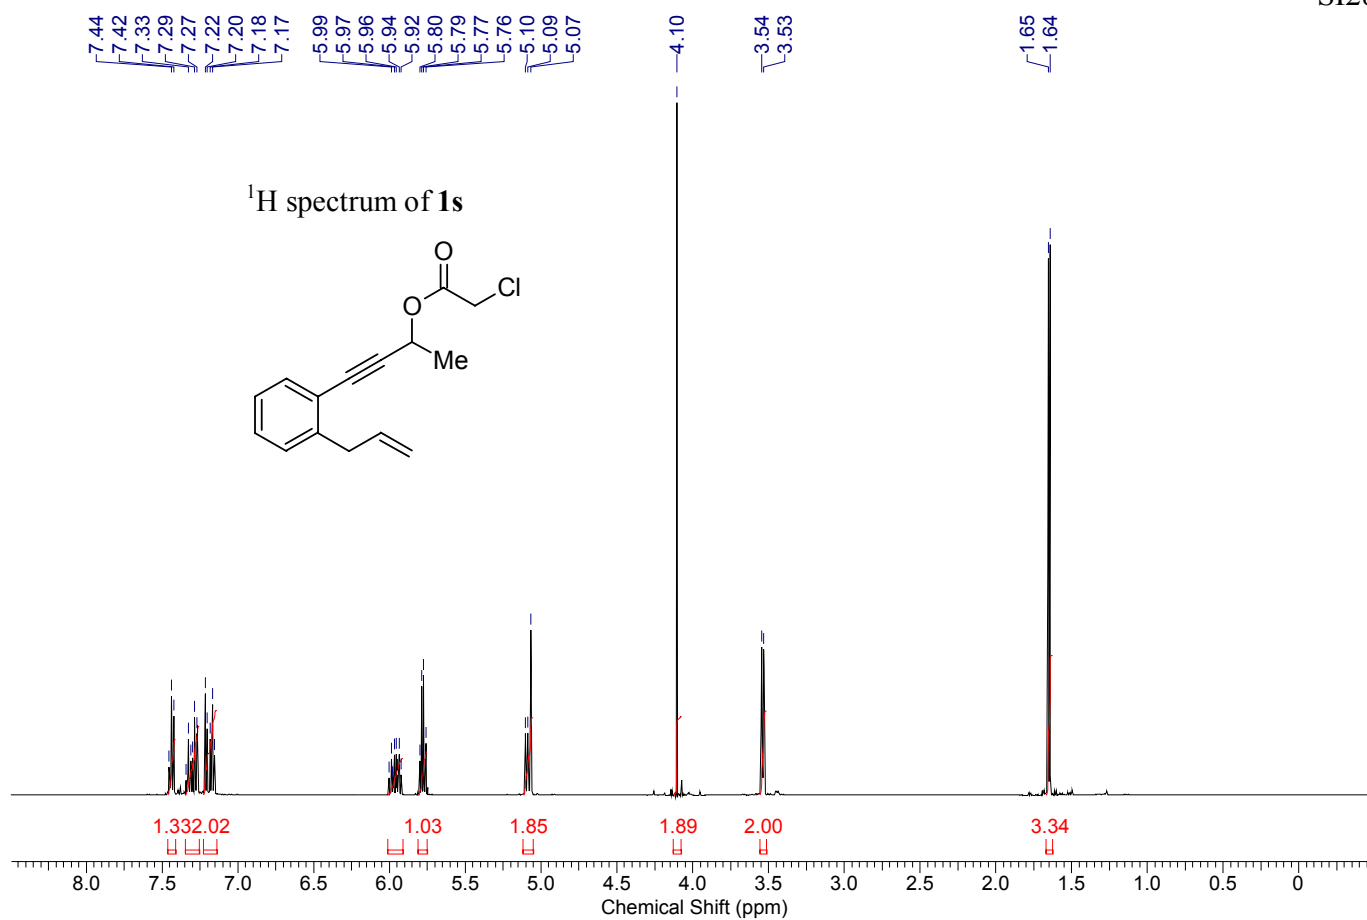 SI28
7.44 7.42 7.33 7.29 7.27 7.22 7.20 7.18 7.17 5.99 5.97 5.96 5.94 5.92 5.80 5.79 5.77 5.76 5.10 5.09 5.07 4.10 3.54 3.53 1.65 1.64
1H spectrum of 1s
O
Cl
O
Me
1.33 2.02 1.03 1.85 1.89 2.00 3.34
8.0 7.5 7.0 6.5 6.0 5.5 5.0 4.5 4.0 3.5 3.0 2.5 2.0 1.5 1.0 0.5 0
Chemical Shift (ppm)